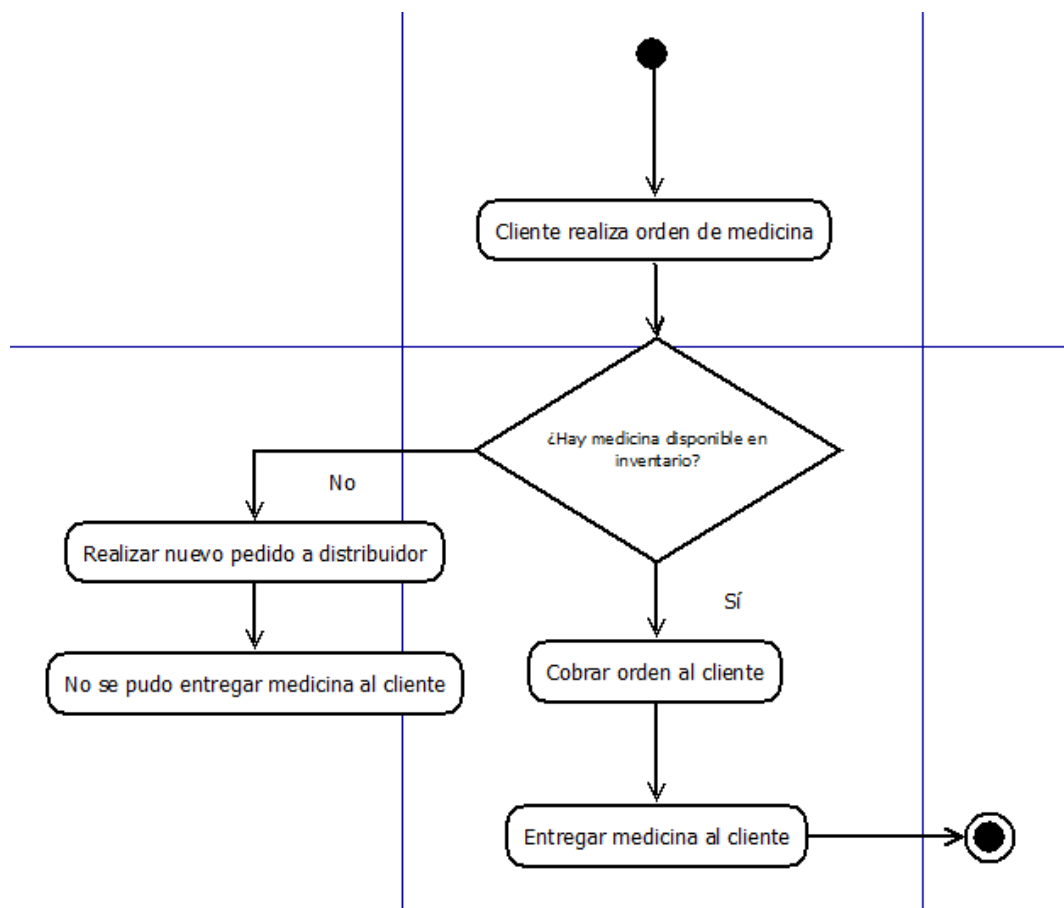 Cliente realiza orden de medicina
¿Hay medicina disponible en
inventario?
No
Realizar nuevo pedido a distribuidor
No se pudo entregar medicina al cliente
Sí
Cobrar orden al cliente
Entregar medicina al cliente